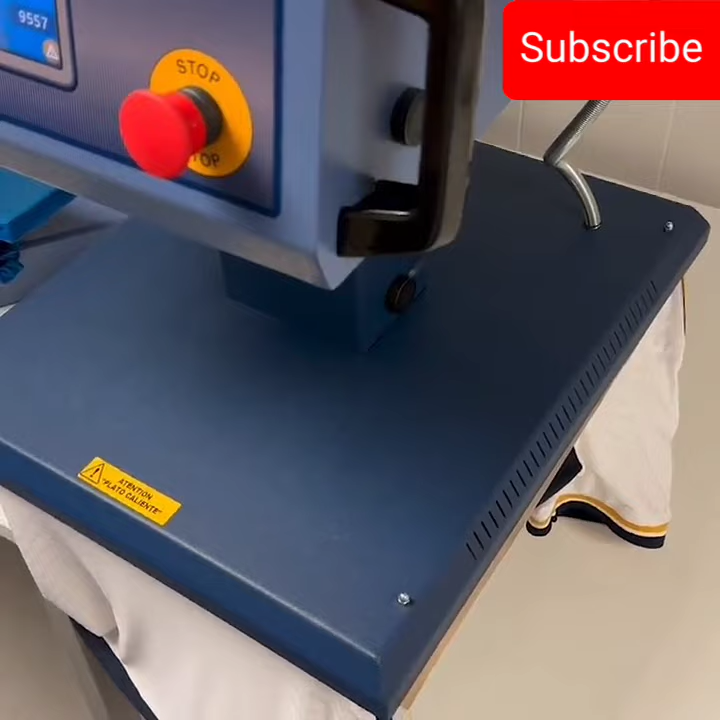 9557
Subscribe
STOP
STOP
ATENTION
"PLATO CALIENTE"